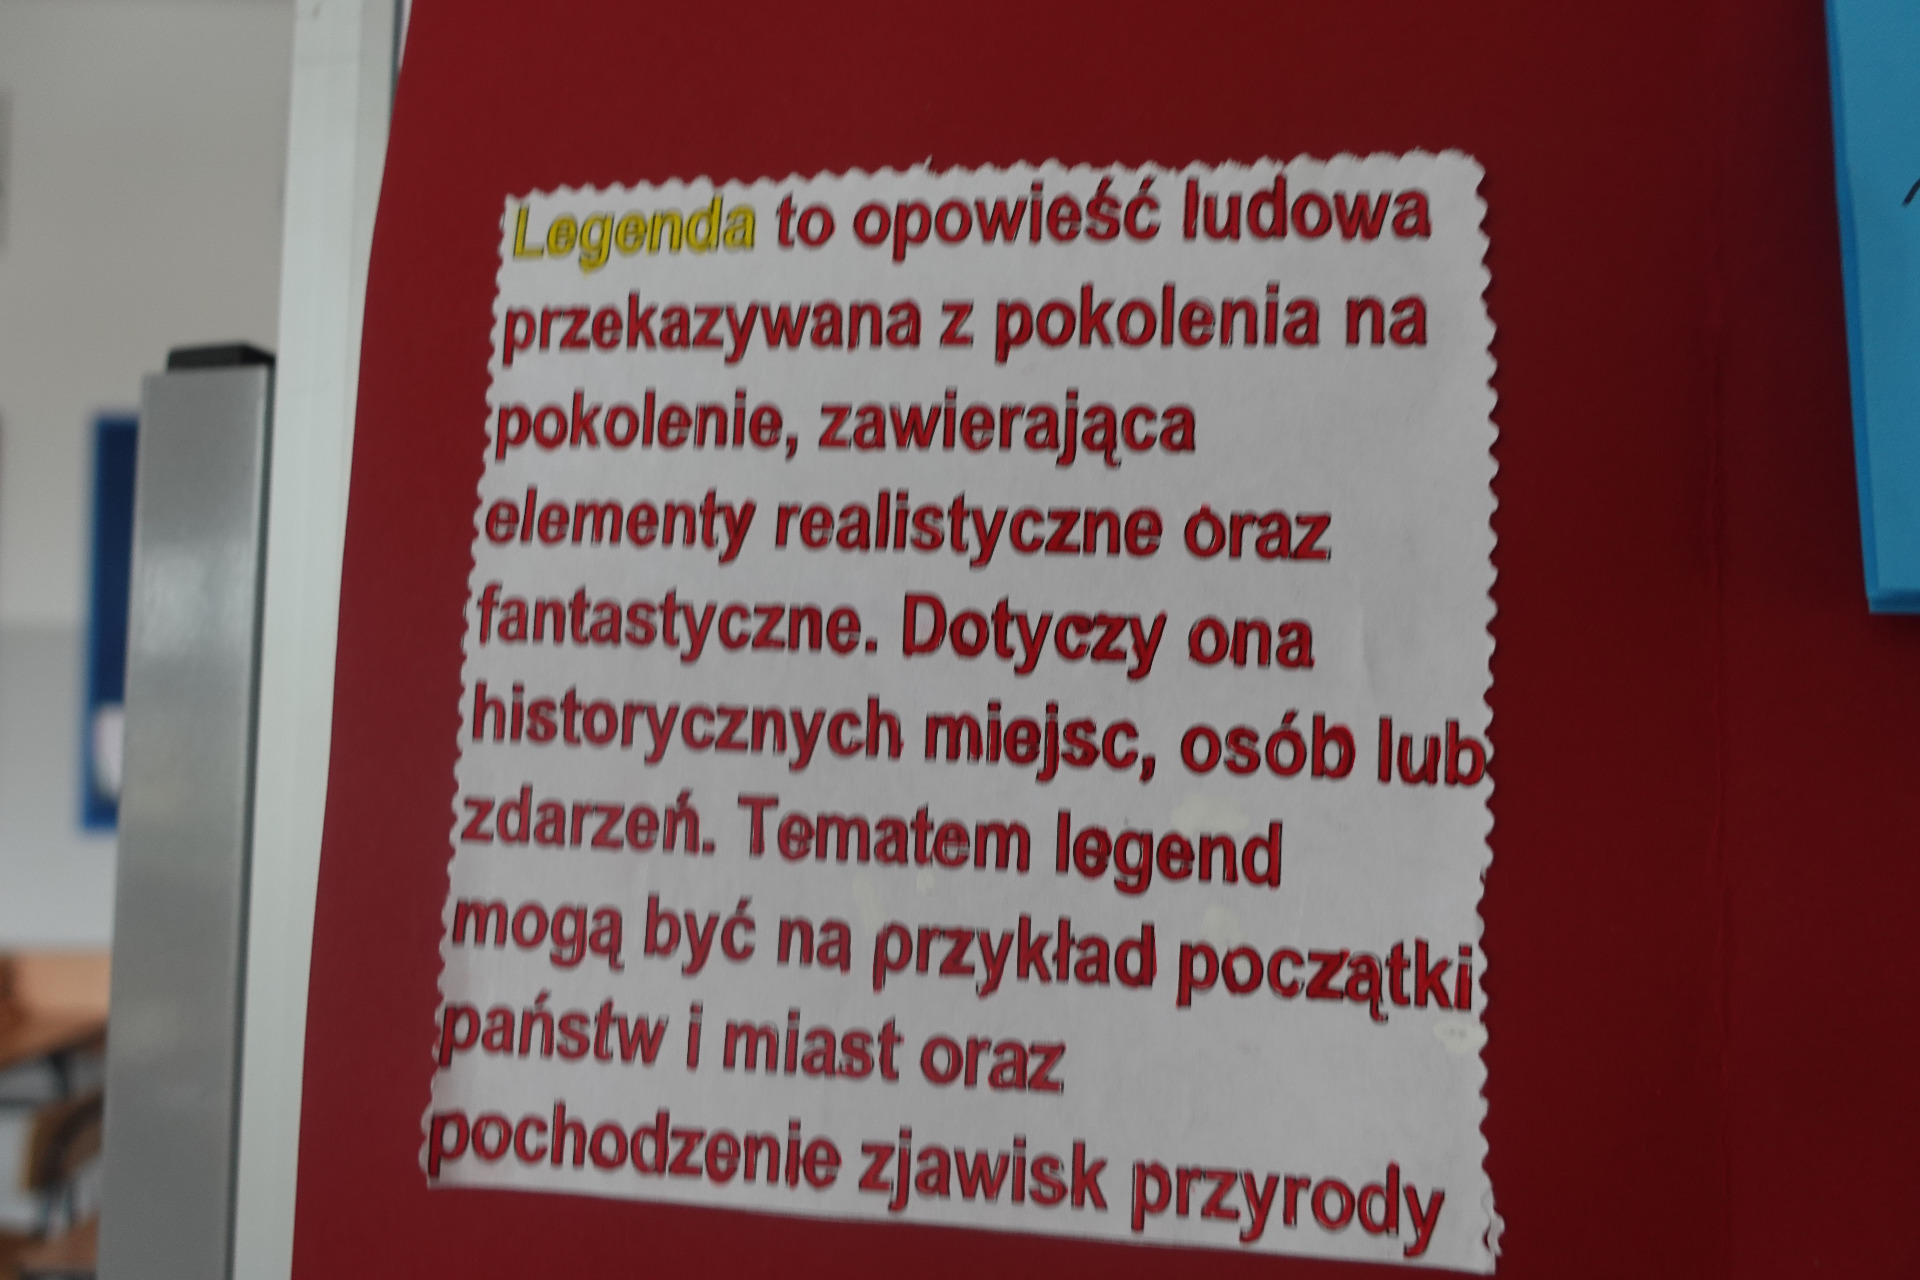 Legenda to opowieść ludowa
przekazywana z pokolenia na
pokolenie, zawierająca
elementy realistyczne oraz
fantastyczne. Dotyczy ona
historycznych miejsc, osób lub
zdarzeń. Tematem legend
mogą być na przykład początki
państw i miast oraz
pochodzenie zjawisk przyrody